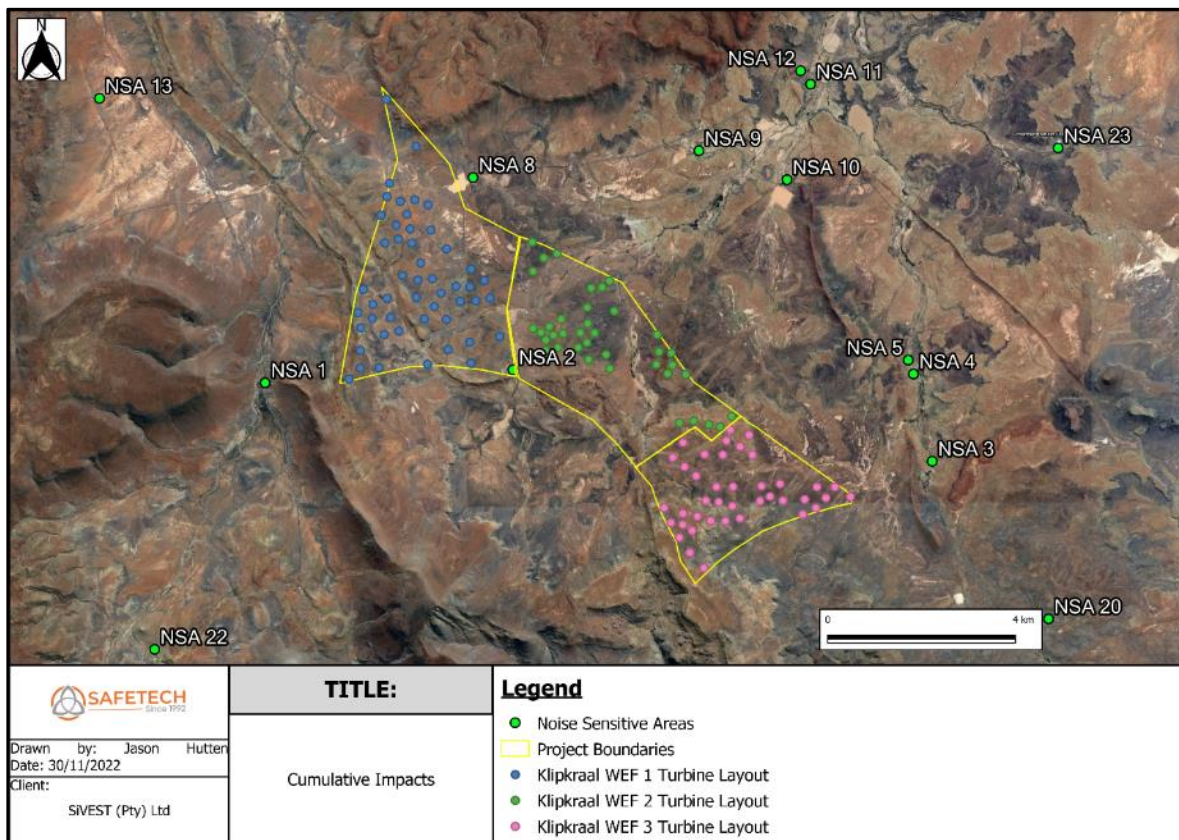 N
NSA 13
NSA 12
NSA 11
NSA 9
NSA 23
NSA 8
NSA 10
NSA 2
NSA 1
NSA 5
NSA 4
NSA 3
0
4 km
NSA 20
NSA 22
SAFETECH
Since 1992
Drawn by: Jason Hutten
Date: 30/11/2022
Client:
SiVEST (Pty) Ltd
TITLE:
Cumulative Impacts
Legend
Noise Sensitive Areas
Project Boundaries
Klipkraal WEF 1 Turbine Layout
Klipkraal WEF 2 Turbine Layout
Klipkraal WEF 3 Turbine Layout